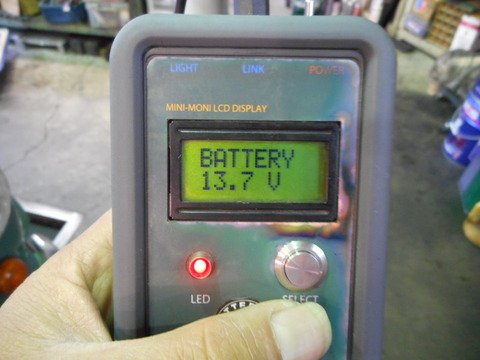 LIGHT LINK POWER
MINI-MONI LCD DISPLAY
BATTERY
13.7 V
LED SELECT